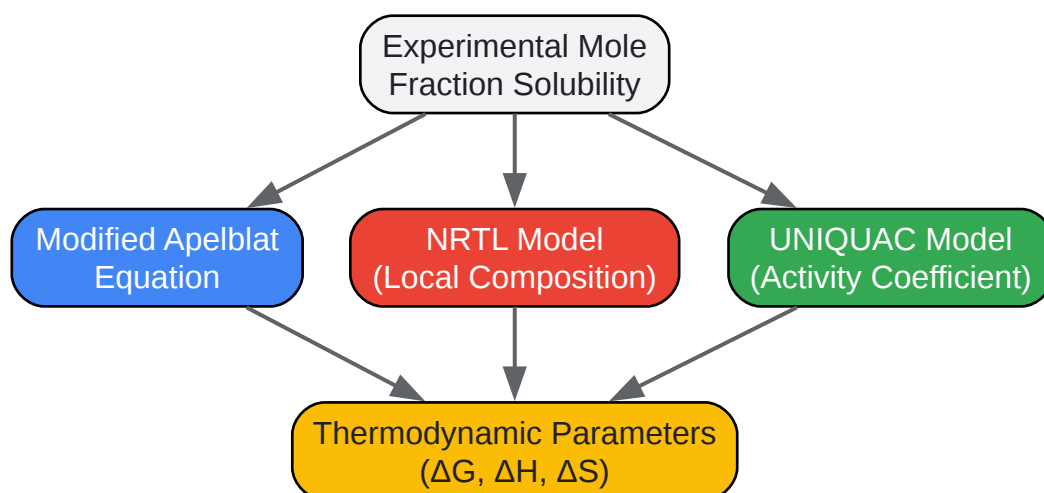 Experimental Mole
Fraction Solubility
Modified Apelblat
Equation
NRTL Model
(Local Composition)
UNIQUAC Model
(Activity Coefficient)
Thermodynamic Parameters
(ΔG, ΔH, ΔS)